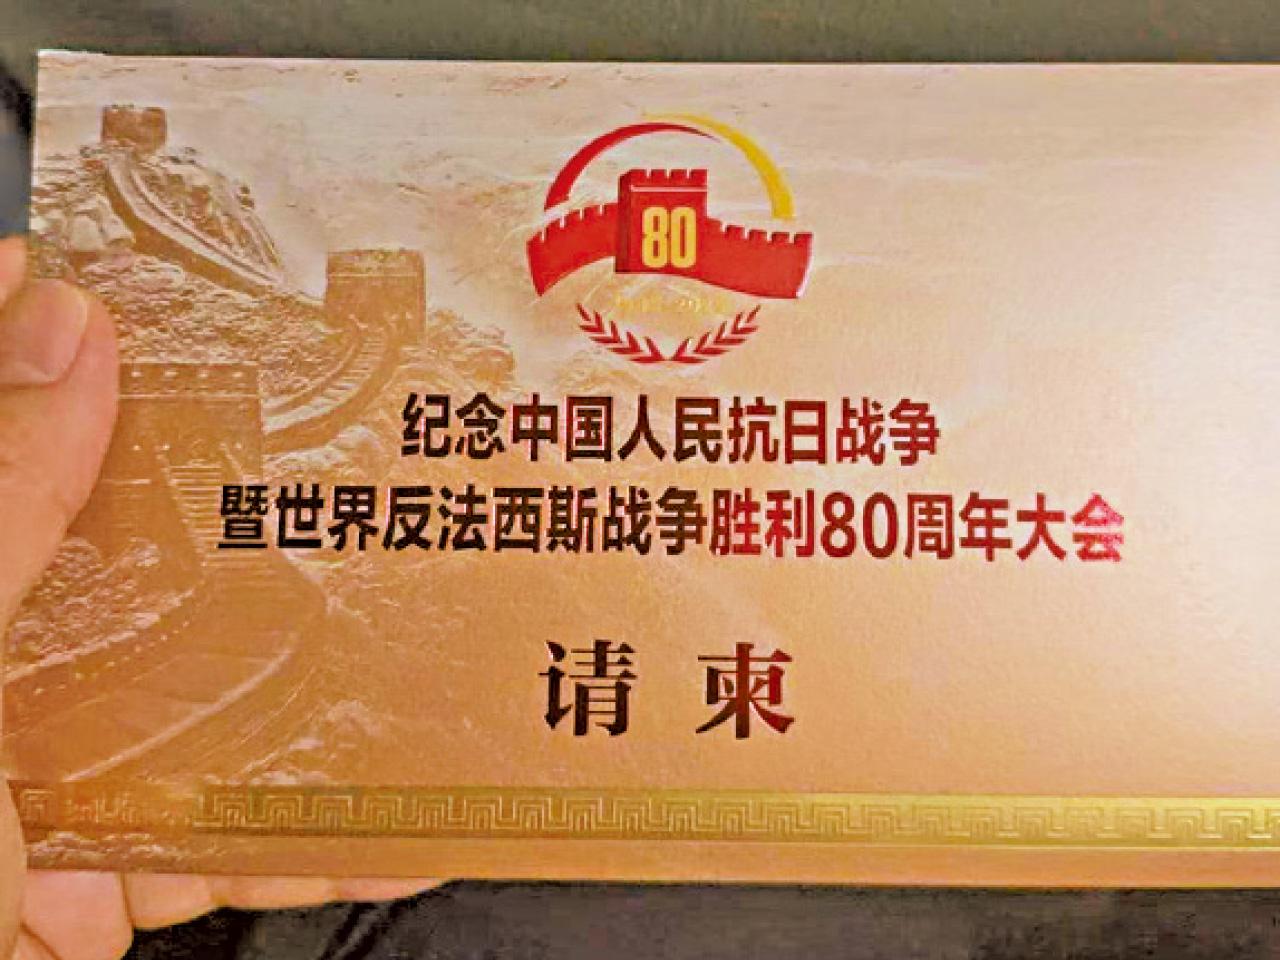 80
纪念中国人民抗日战争
暨世界反法西斯战争胜利80周年大会
请柬